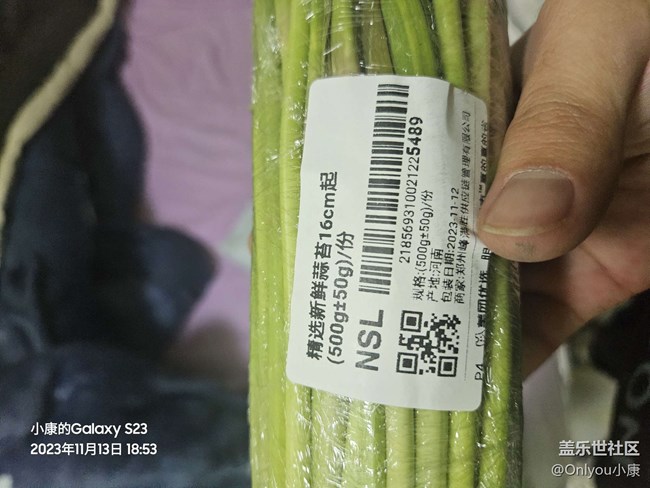 精选新鲜蒜苔16cm起
(500g±50g)/份
NSL
2185693100212225489
规格:(500g±50g)/份
产地:河南
包装日期:2023-11-12
小康的Galaxy S23
2023年11月13日 18:53
盖乐世社区
@Onlyou小康